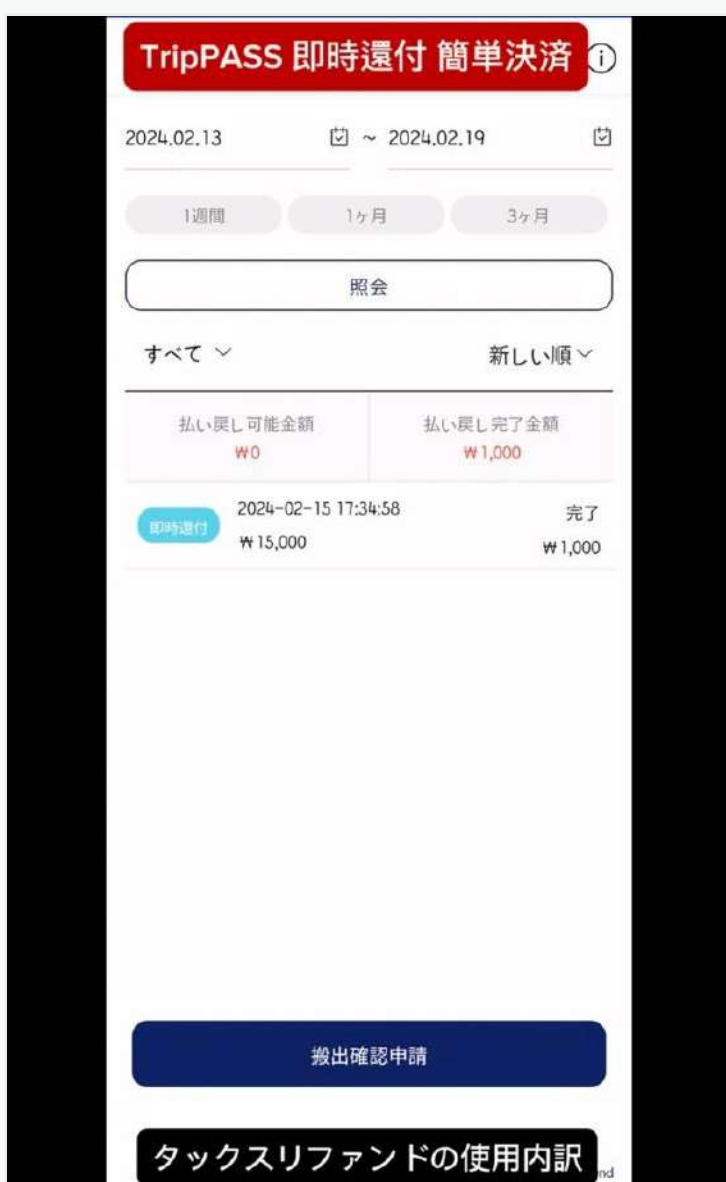 TripPASS 即時還付 簡単決済
2024.02.13 ~ 2024.02.19
1週間 1ヶ月 3ヶ月
照会
すべて 新しい順
払い戻し可能金額 払い戻し完了金額
₩0 ₩1,000
即時還付 2024-02-15 17:34:58 完了
₩15,000 ₩1,000
搬出確認申請
タックスリファンドの使用内訳